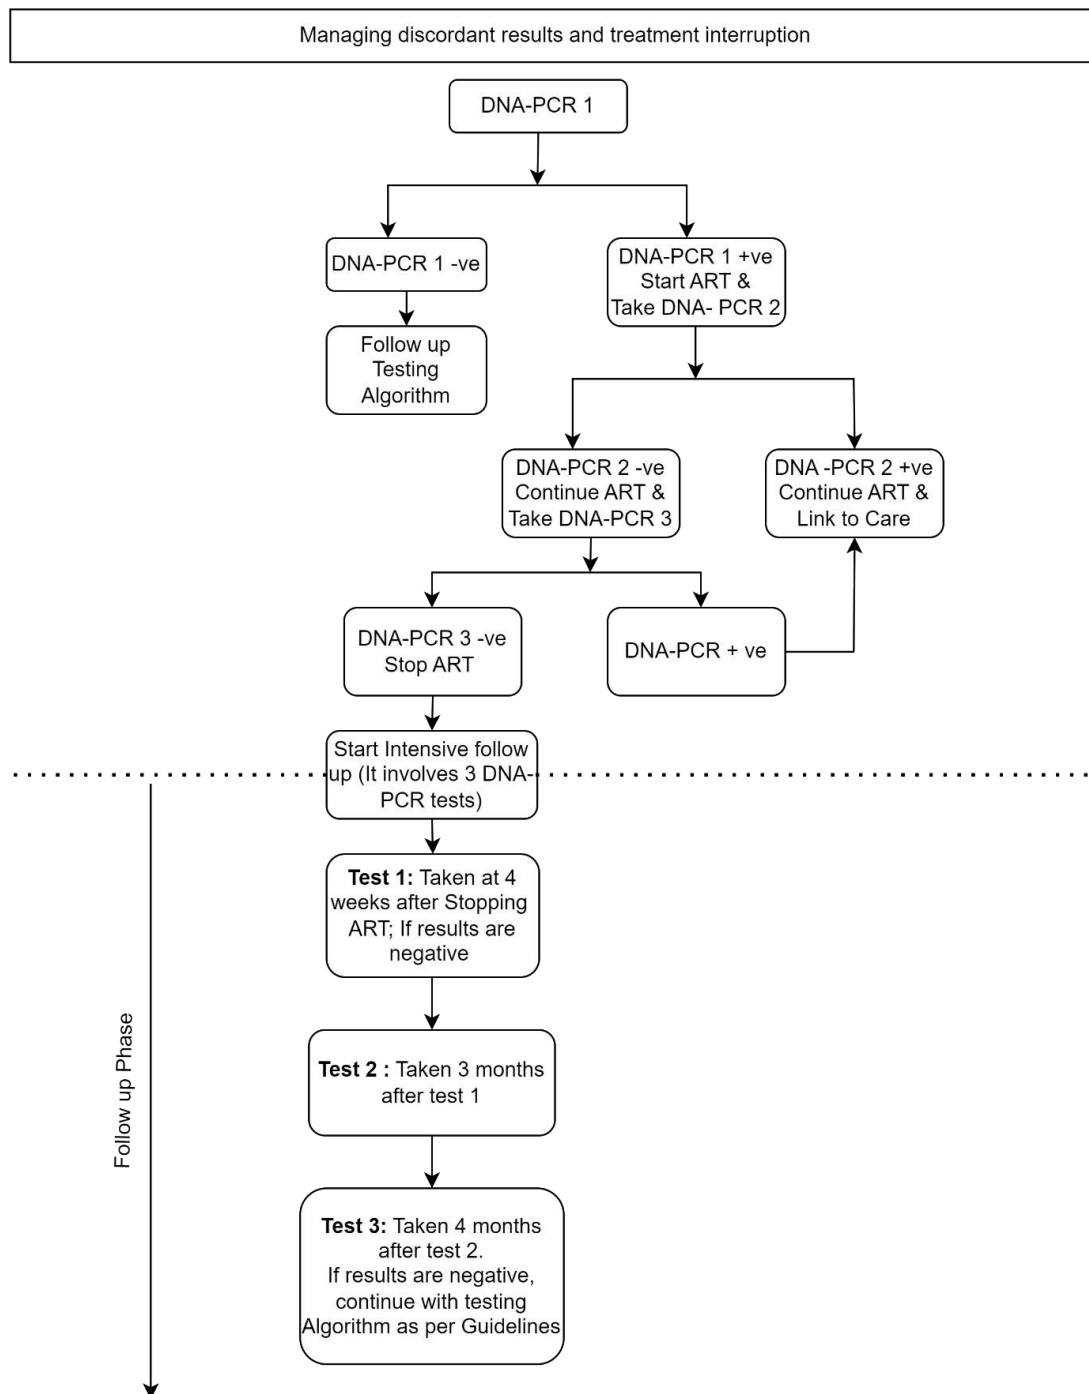 Managing discordant results and treatment interruption
DNA-PCR 1
DNA-PCR 1 -ve
DNA-PCR 1 +ve
Start ART &
Take DNA- PCR 2
Follow up
Testing
Algorithm
DNA-PCR 2 -ve
Continue ART &
Take DNA-PCR 3
DNA -PCR 2 +ve
Continue ART &
Link to Care
DNA-PCR 3 -ve
Stop ART
DNA-PCR + ve
Start Intensive follow
up (It involves 3 DNA-
PCR tests)
Test 1: Taken at 4
weeks after Stopping
ART; If results are
negative
Test 2 : Taken 3 months
after test 1
Test 3: Taken 4 months
after test 2.
If results are negative,
continue with testing
Algorithm as per Guidelines
Follow up Phase